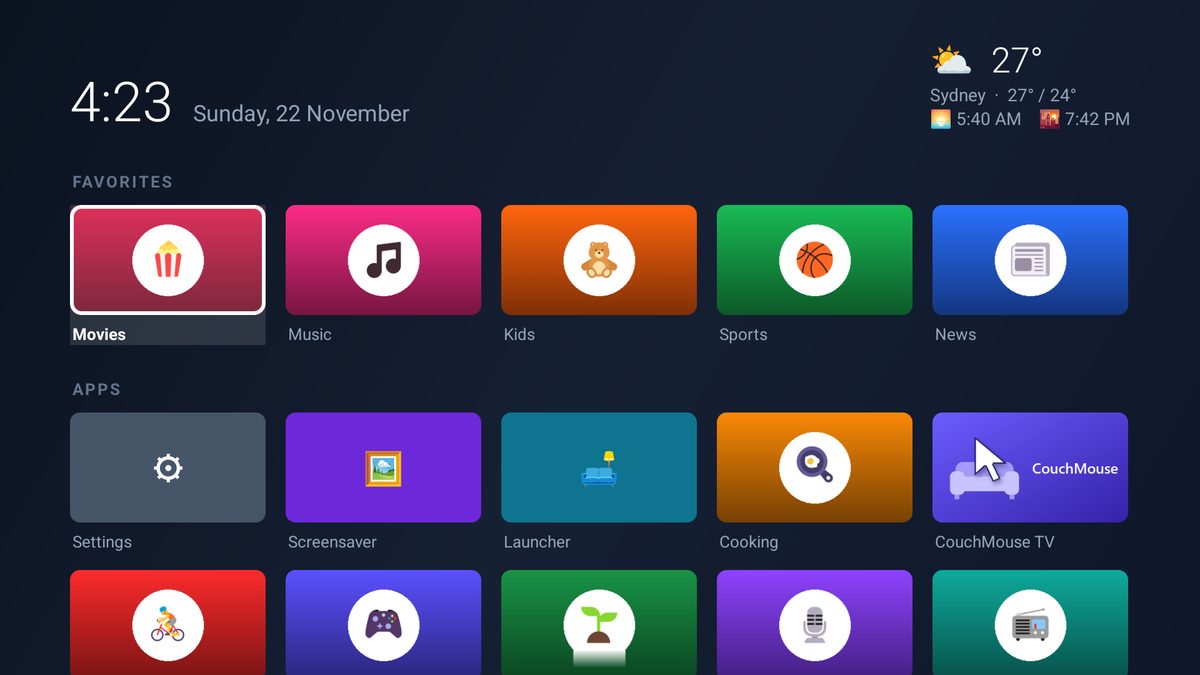 4:23 Sunday, 22 November
27°
Sydney · 27° / 24°
5:40 AM 7:42 PM
FAVORITES
Movies
Music
Kids
Sports
News
APPS
CouchMouse
Settings
Screensaver
Launcher
Cooking
CouchMouse TV